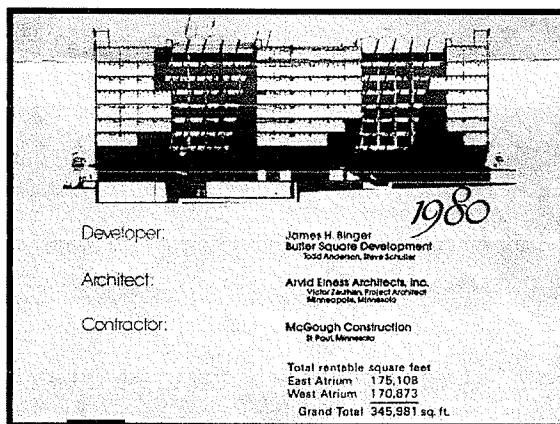 1980
Developer:
James H. Binger
Butler Square Development
Todd Anderson, Steve Schuller
Architect:
Arvid Elness Architects, Inc.
Victor Zeuthen, Project Architect
Minneapolis, Minnesota
Contractor:
McGough Construction
St. Paul, Minnesota
Total rentable square feet
East Atrium 175,108
West Atrium 170,873
Grand Total 345,981 sq. ft.